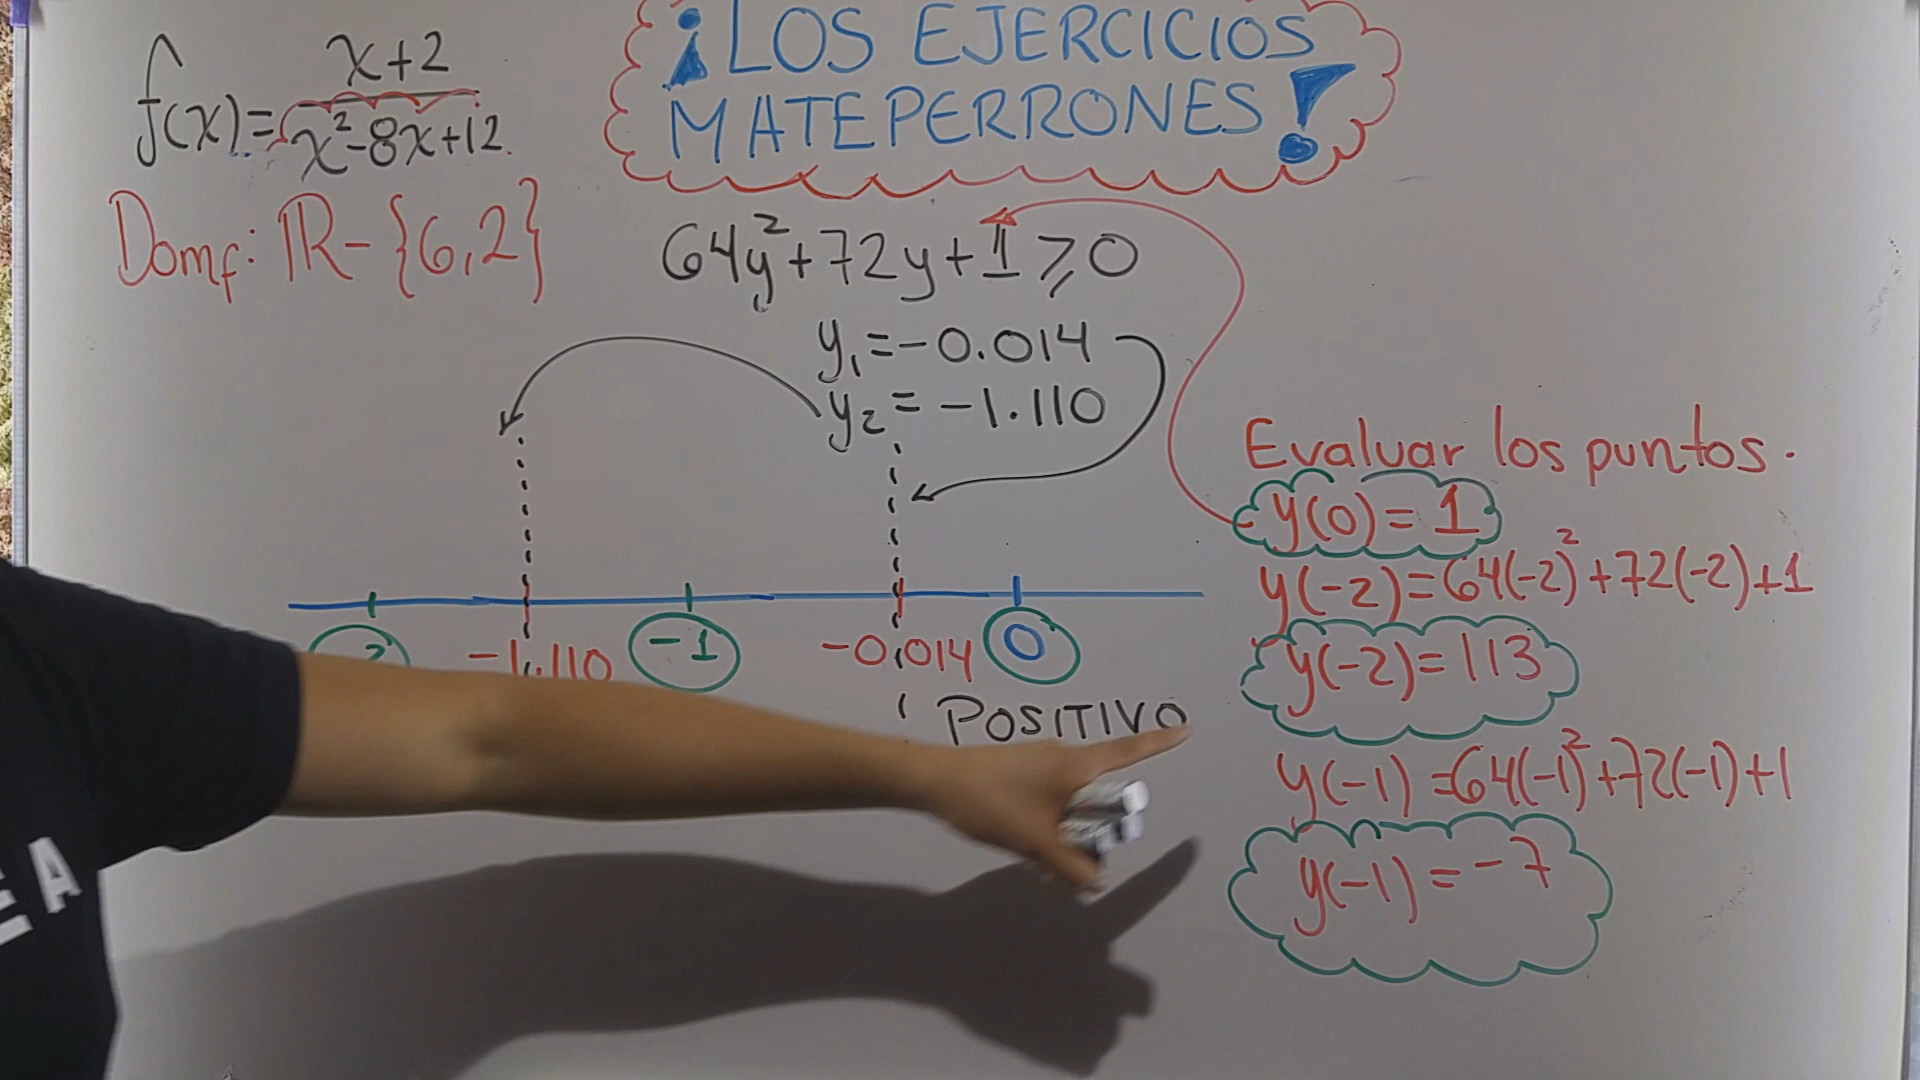 ¡LOS EJERCICIOS
MATEPERRONES!
f(x)= x+2
x²-8x+12
Domf: ℝ-{6,2}
64y²+72y+1≥0
y₁=-0.014
y₂=-1.110
-1.110
-1
-0.014
0
POSITIVO
Evaluar los puntos.
y(0)=1
y(-2)=64(-2)²+72(-2)+1
y(-2)=113
y(-1)=64(-1)²+72(-1)+1
y(-1)=-7